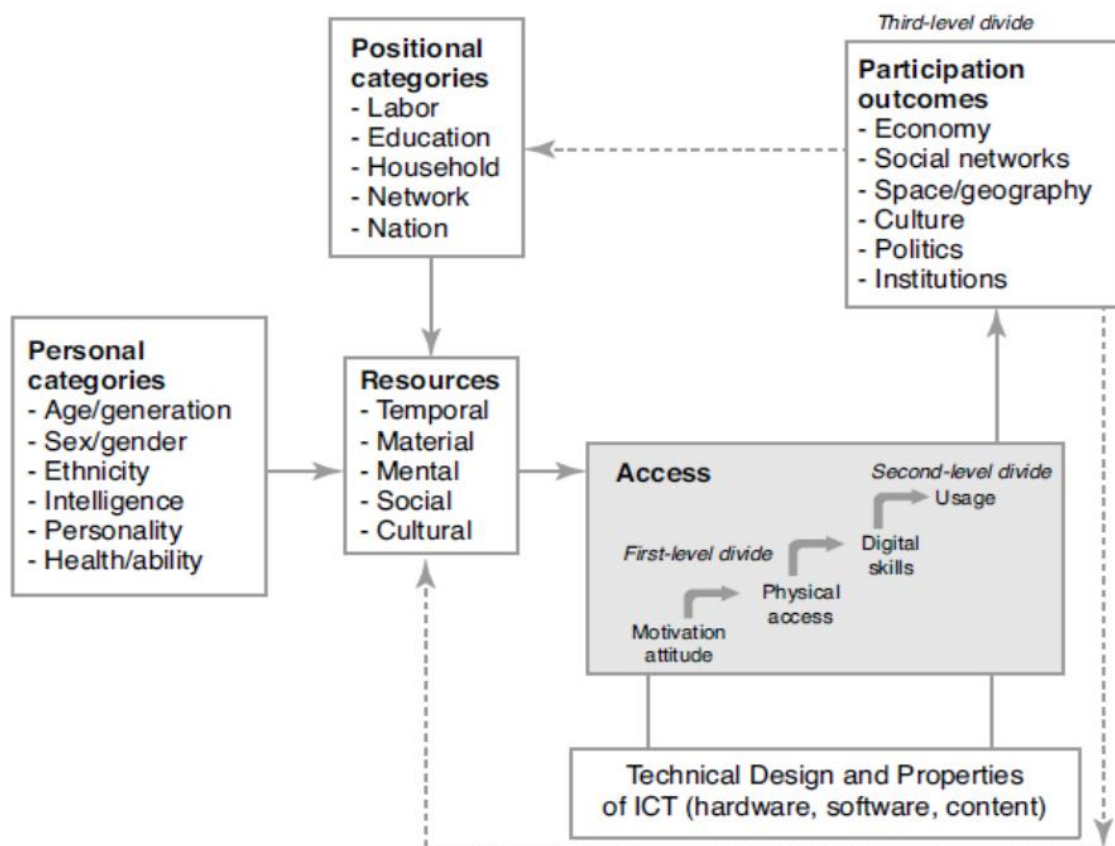 Positional
categories
- Labor
- Education
- Household
- Network
- Nation
Third-level divide
Participation
outcomes
- Economy
- Social networks
- Space/geography
- Culture
- Politics
- Institutions
Personal
categories
- Age/generation
- Sex/gender
- Ethnicity
- Intelligence
- Personality
- Health/ability
Resources
- Temporal
- Material
- Mental
- Social
- Cultural
Access
Second-level divide
Usage
First-level divide
Digital
skills
Physical
access
Motivation
attitude
Technical Design and Properties
of ICT (hardware, software, content)